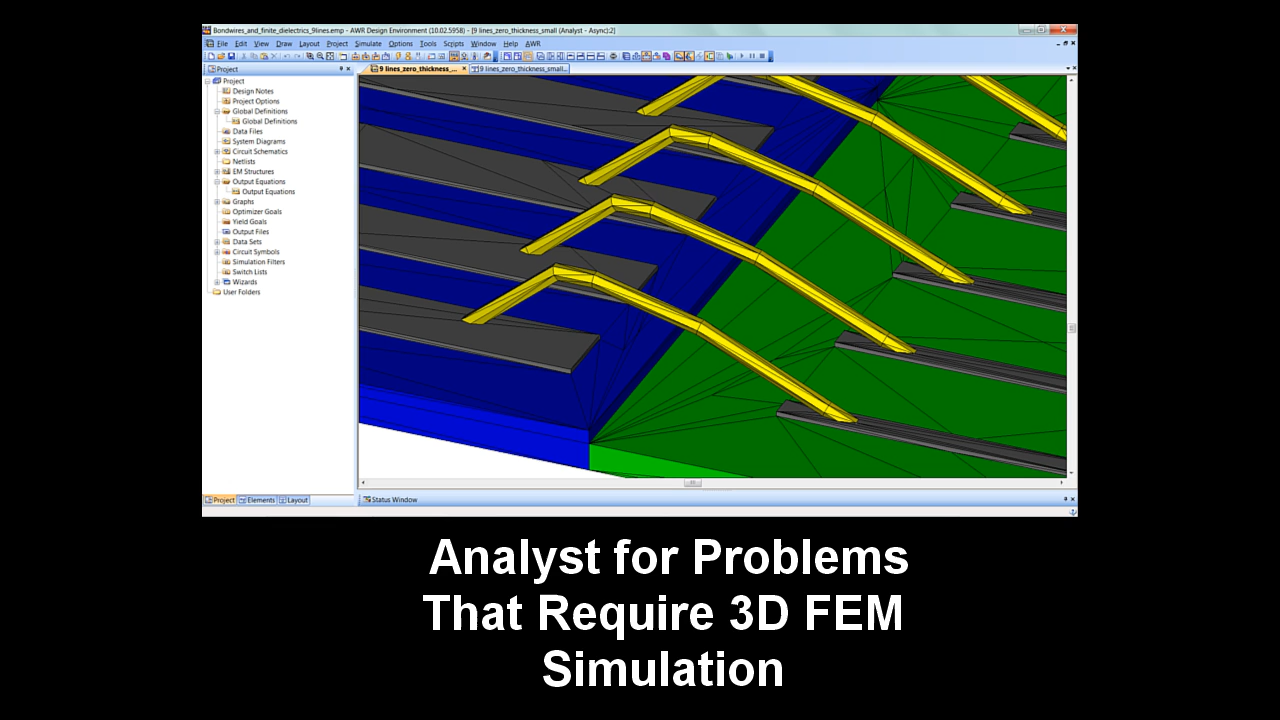 Bondwires_and_finite_dielectrics_9lines.emp - AWR Design Environment (10.02.5958) - [9 lines_zero_thickness_small (Analyst - Async):2]
File Edit View Draw Layout Project Simulate Options Tools Scripts Window Help AWR
Project
9 lines_zero_thickness_...
9 lines_zero_thickness_small...
Project
Design Notes
Project Options
Global Definitions
Global Definitions
Data Files
System Diagrams
Circuit Schematics
Netlists
EM Structures
Output Equations
Output Equations
Graphs
Optimizer Goals
Yield Goals
Output Files
Data Sets
Circuit Symbols
Simulation Filters
Switch Lists
Wizards
User Folders
Project Elements Layout
Status Window
Analyst for Problems
That Require 3D FEM
Simulation